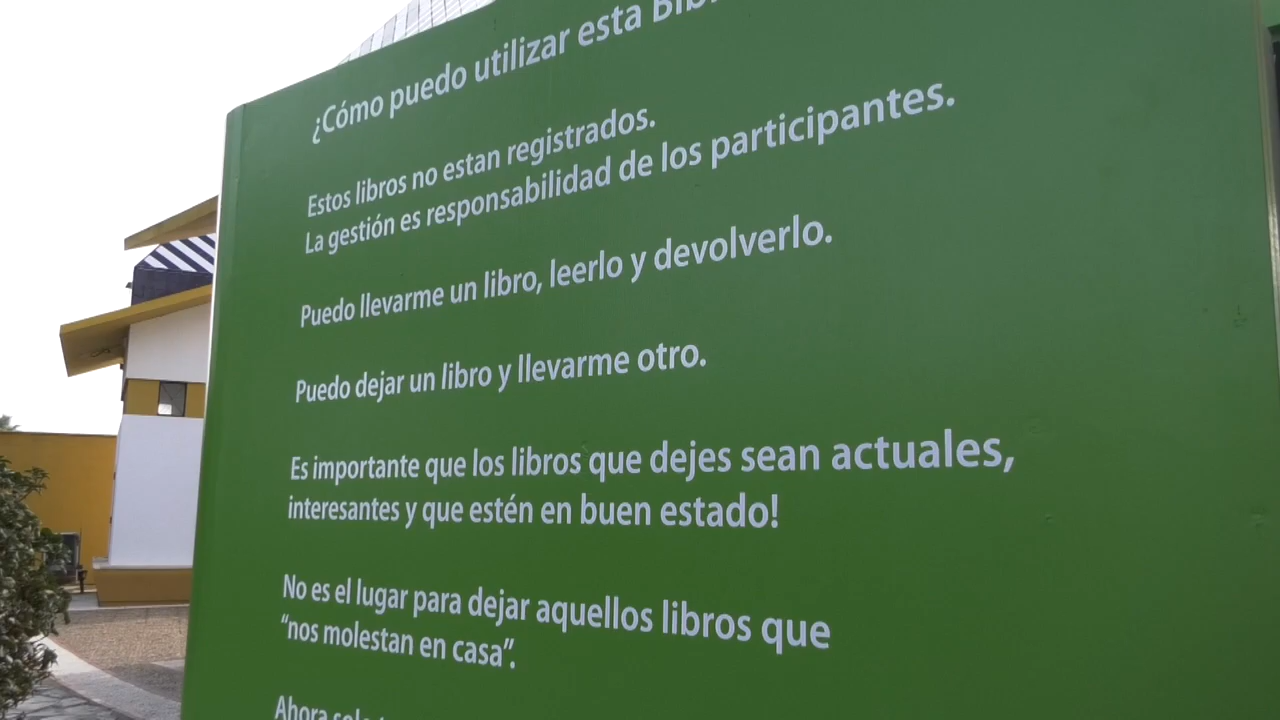 ¿Cómo puedo utilizar esta
Estos libros no estan registrados.
La gestión es responsabilidad de los participantes.
Puedo llevarme un libro, leerlo y devolverlo.
Puedo dejar un libro y llevarme otro.
Es importante que los libros que dejes sean actuales,
interesantes y que estén en buen estado!
No es el lugar para dejar aquellos libros que
“nos molestan en casa”.
Ahora